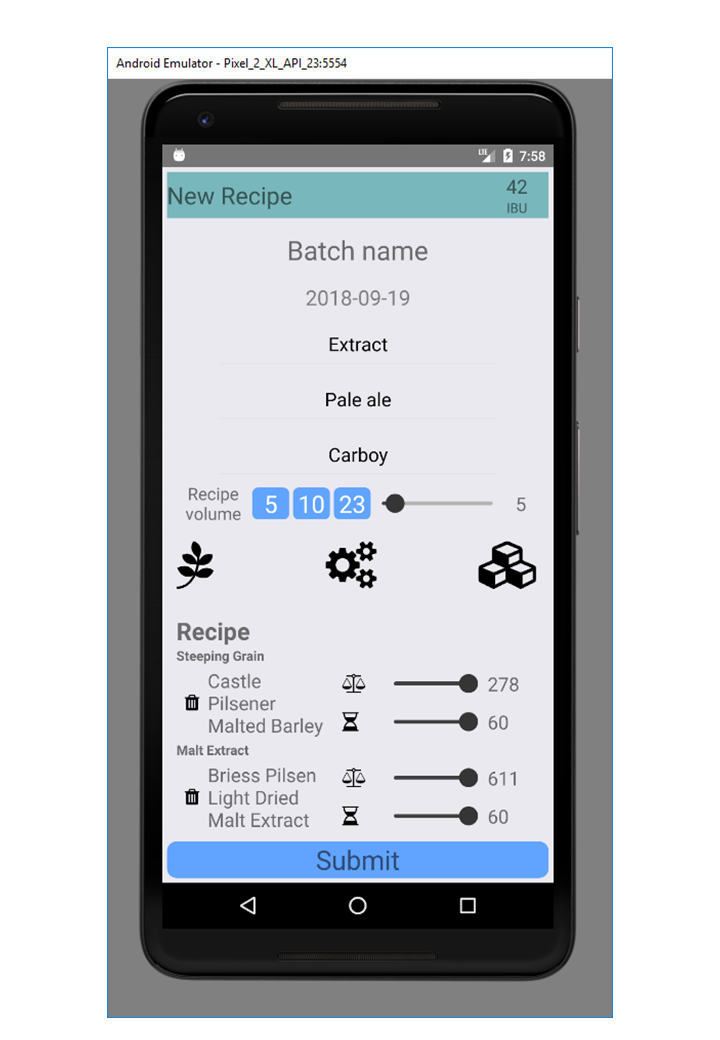 Android Emulator - Pixel_2_XL_API_23:5554
LTE 7:58
New Recipe 42
IBU
Batch name
2018-09-19
Extract
Pale ale
Carboy
Recipe
volume
5 10 23 5
Recipe
Steeping Grain
Castle
Pilsener
Malted Barley
278
60
Malt Extract
Briess Pilsen
Light Dried
Malt Extract
611
60
Submit